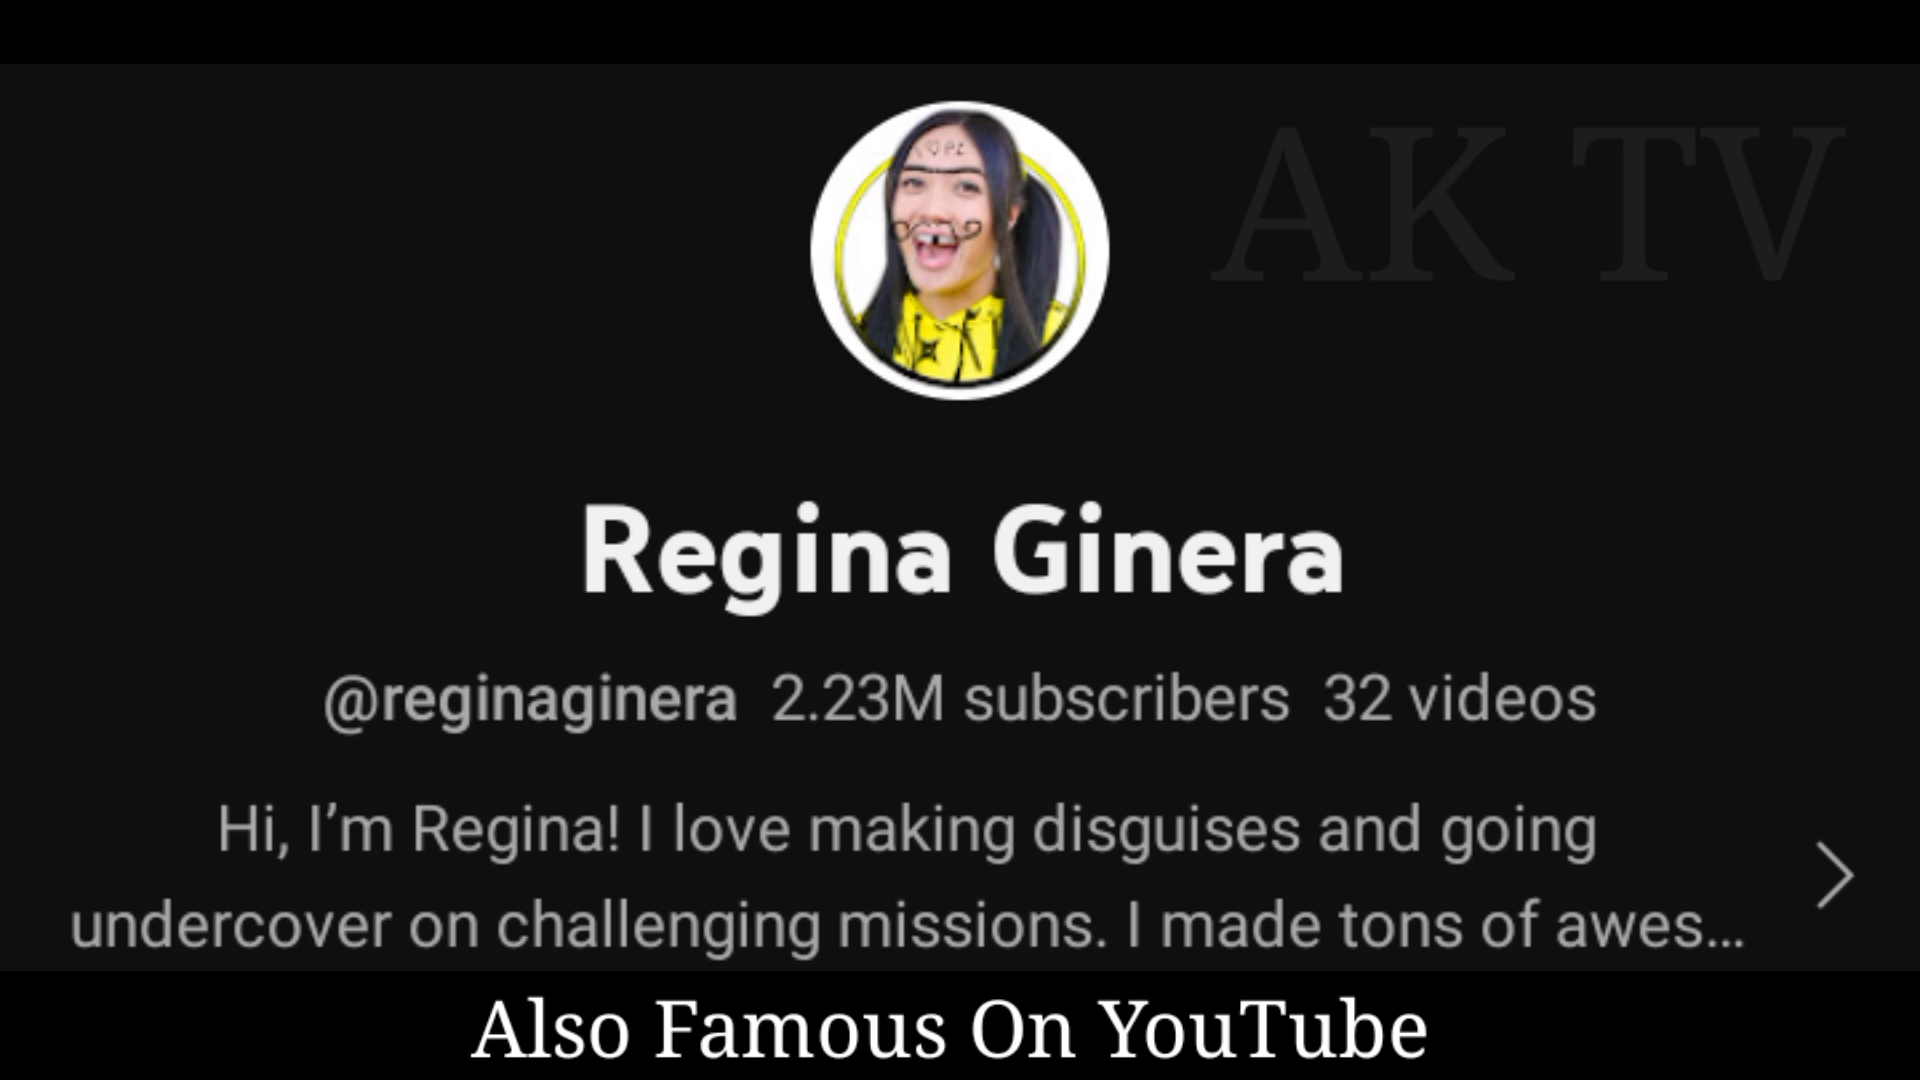 AK TV
Regina Ginera
@reginaginera 2.23M subscribers 32 videos
Hi, I’m Regina! I love making disguises and going
undercover on challenging missions. I made tons of awes...
Also Famous On YouTube